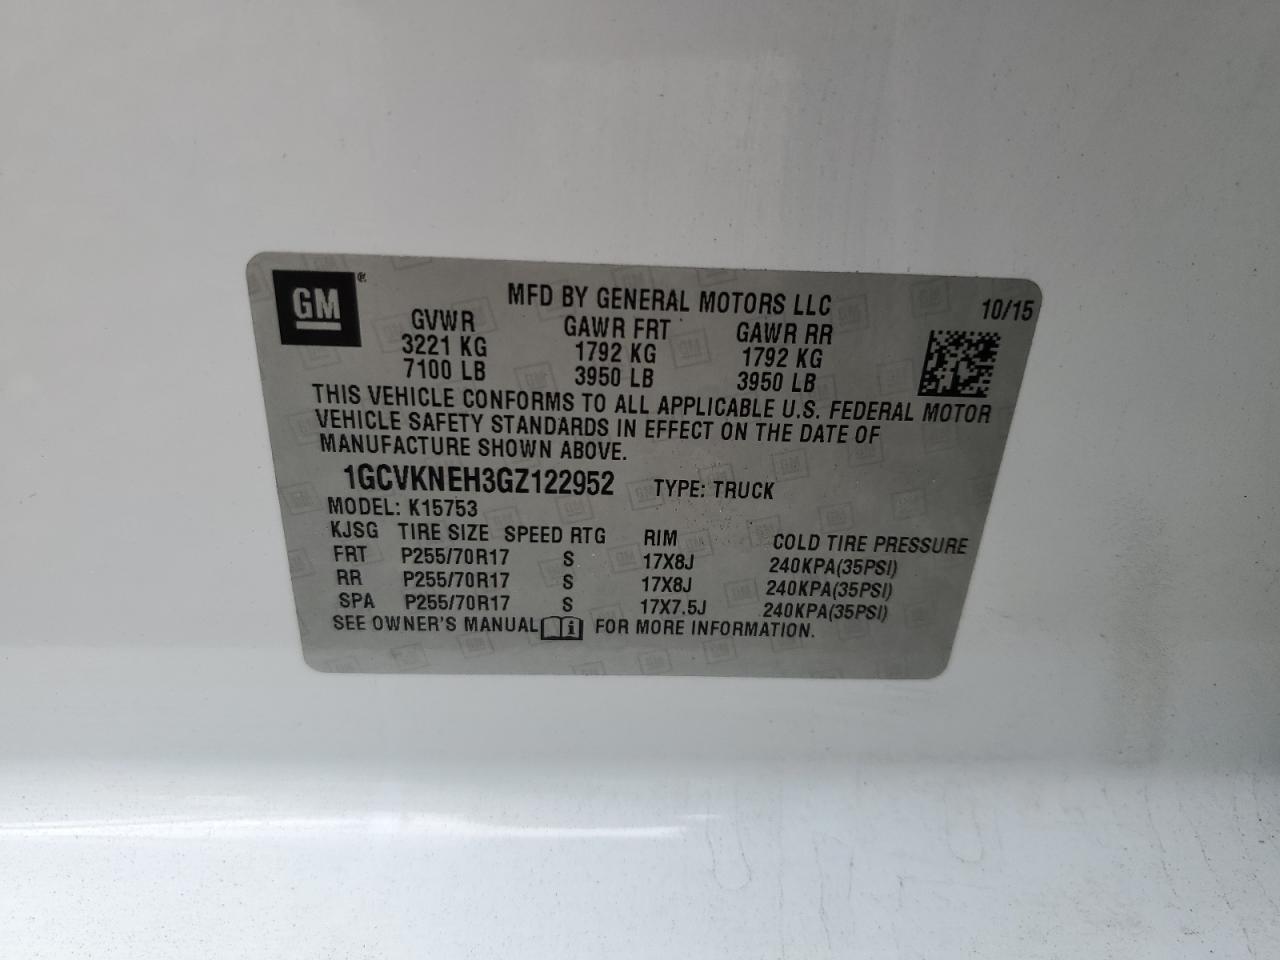 GM®
MFD BY GENERAL MOTORS LLC 10/15
GVWR GAWR FRT GAWR RR
3221 KG 1792 KG 1792 KG
7100 LB 3950 LB 3950 LB
THIS VEHICLE CONFORMS TO ALL APPLICABLE U.S. FEDERAL MOTOR
VEHICLE SAFETY STANDARDS IN EFFECT ON THE DATE OF
MANUFACTURE SHOWN ABOVE.
1GCVKNEH3GZ122952 TYPE: TRUCK
MODEL: K15753
KJSG TIRE SIZE SPEED RTG RIM COLD TIRE PRESSURE
FRT P255/70R17 S 17X8J 240KPA(35PSI)
RR P255/70R17 S 17X8J 240KPA(35PSI)
SPA P255/70R17 S 17X7.5J 240KPA(35PSI)
SEE OWNER'S MANUAL i FOR MORE INFORMATION.